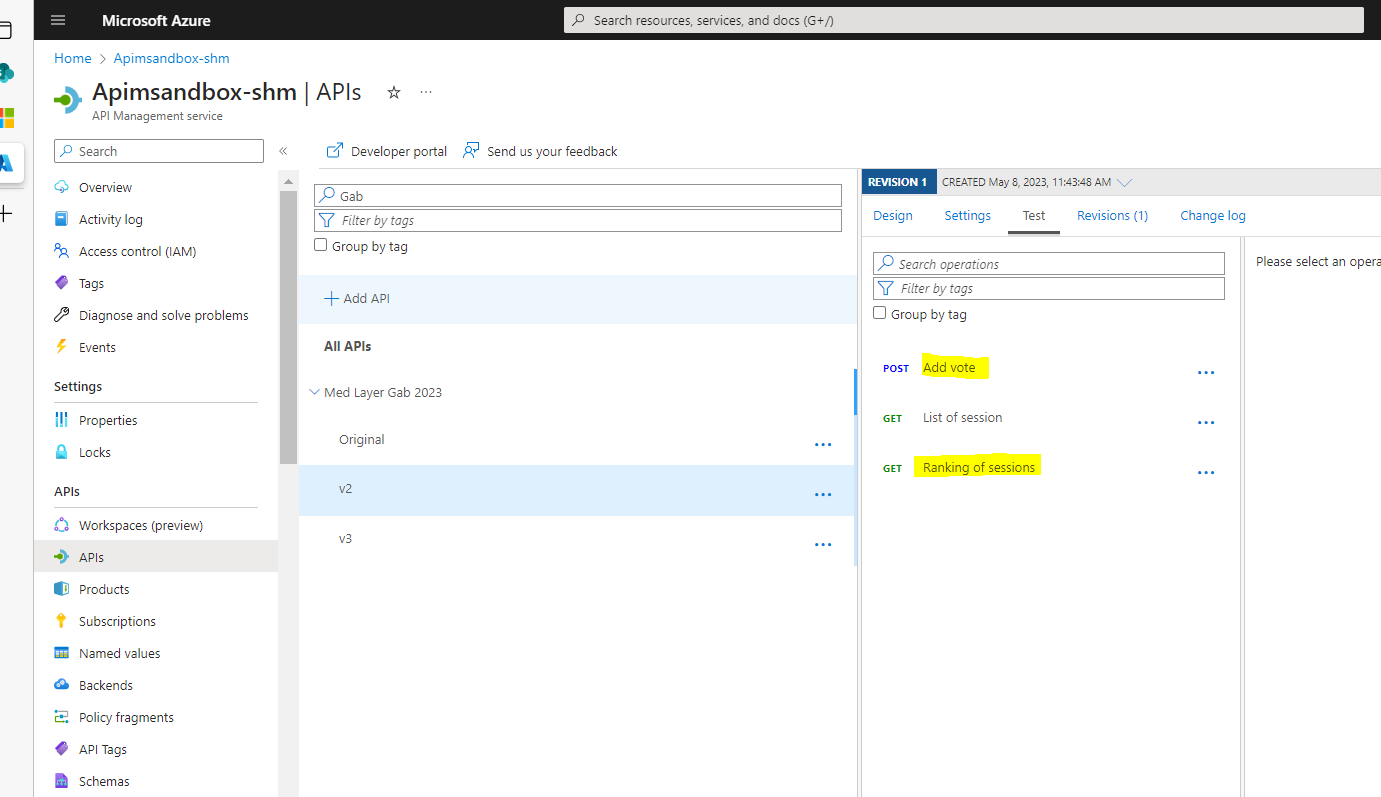 Microsoft Azure
Search resources, services, and docs (G+/)
Home > Apimsandbox-shm
Apimsandbox-shm | APIs
API Management service
Search
Overview
Activity log
Access control (IAM)
Tags
Diagnose and solve problems
Events
Settings
Properties
Locks
APIs
Workspaces (preview)
APIs
Products
Subscriptions
Named values
Backends
Policy fragments
API Tags
Schemas
Developer portal
Send us your feedback
Gab
Filter by tags
Group by tag
Add API
All APIs
Med Layer Gab 2023
Original
v2
v3
REVISION 1 CREATED May 8, 2023, 11:43:48 AM
Design Settings Test Revisions (1) Change log
Search operations
Filter by tags
Group by tag
POST Add vote
GET List of session
GET Ranking of sessions
Please select an opera